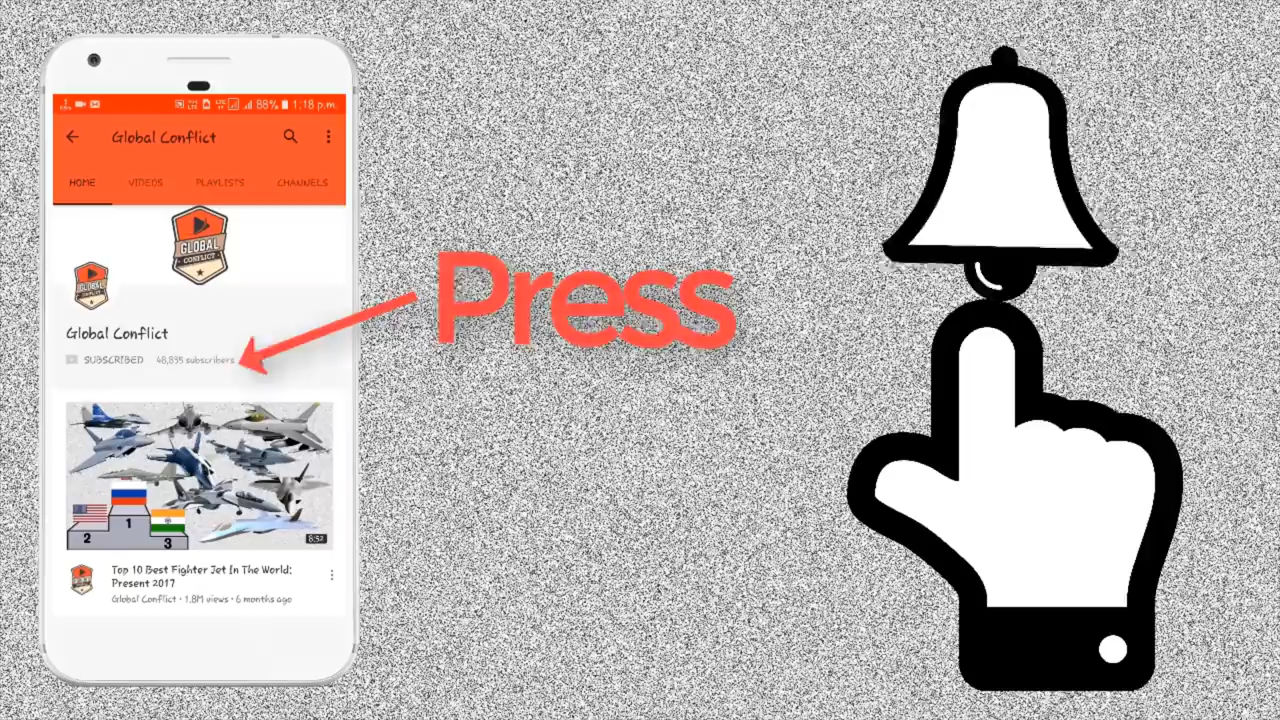 88% 1:18 p.m.
Global Conflict
HOME VIDEOS PLAYLISTS CHANNELS
GLOBAL
CONFLICT
GLOBAL
CONFLICT
Press
Global Conflict
SUBSCRIBED 48,835 subscribers
1
2
3
8:57
Top 10 Best Fighter Jet In The World;
Present 2017
Global Conflict • 1.8M views • 6 months ago